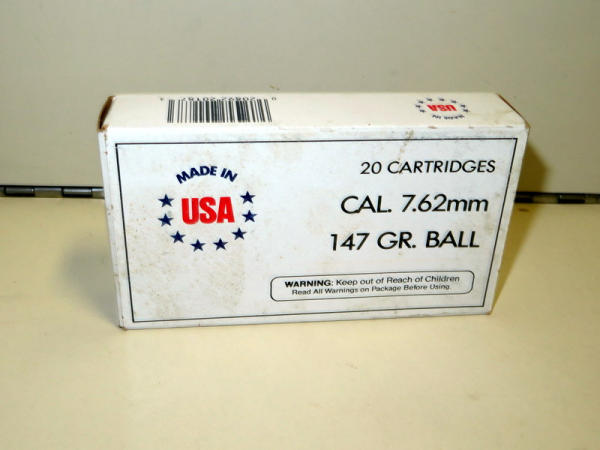 MADE IN
USA
20 CARTRIDGES
CAL. 7.62mm
147 GR. BALL
WARNING: Keep out of Reach of Children
Read All Warnings on Package Before Using.